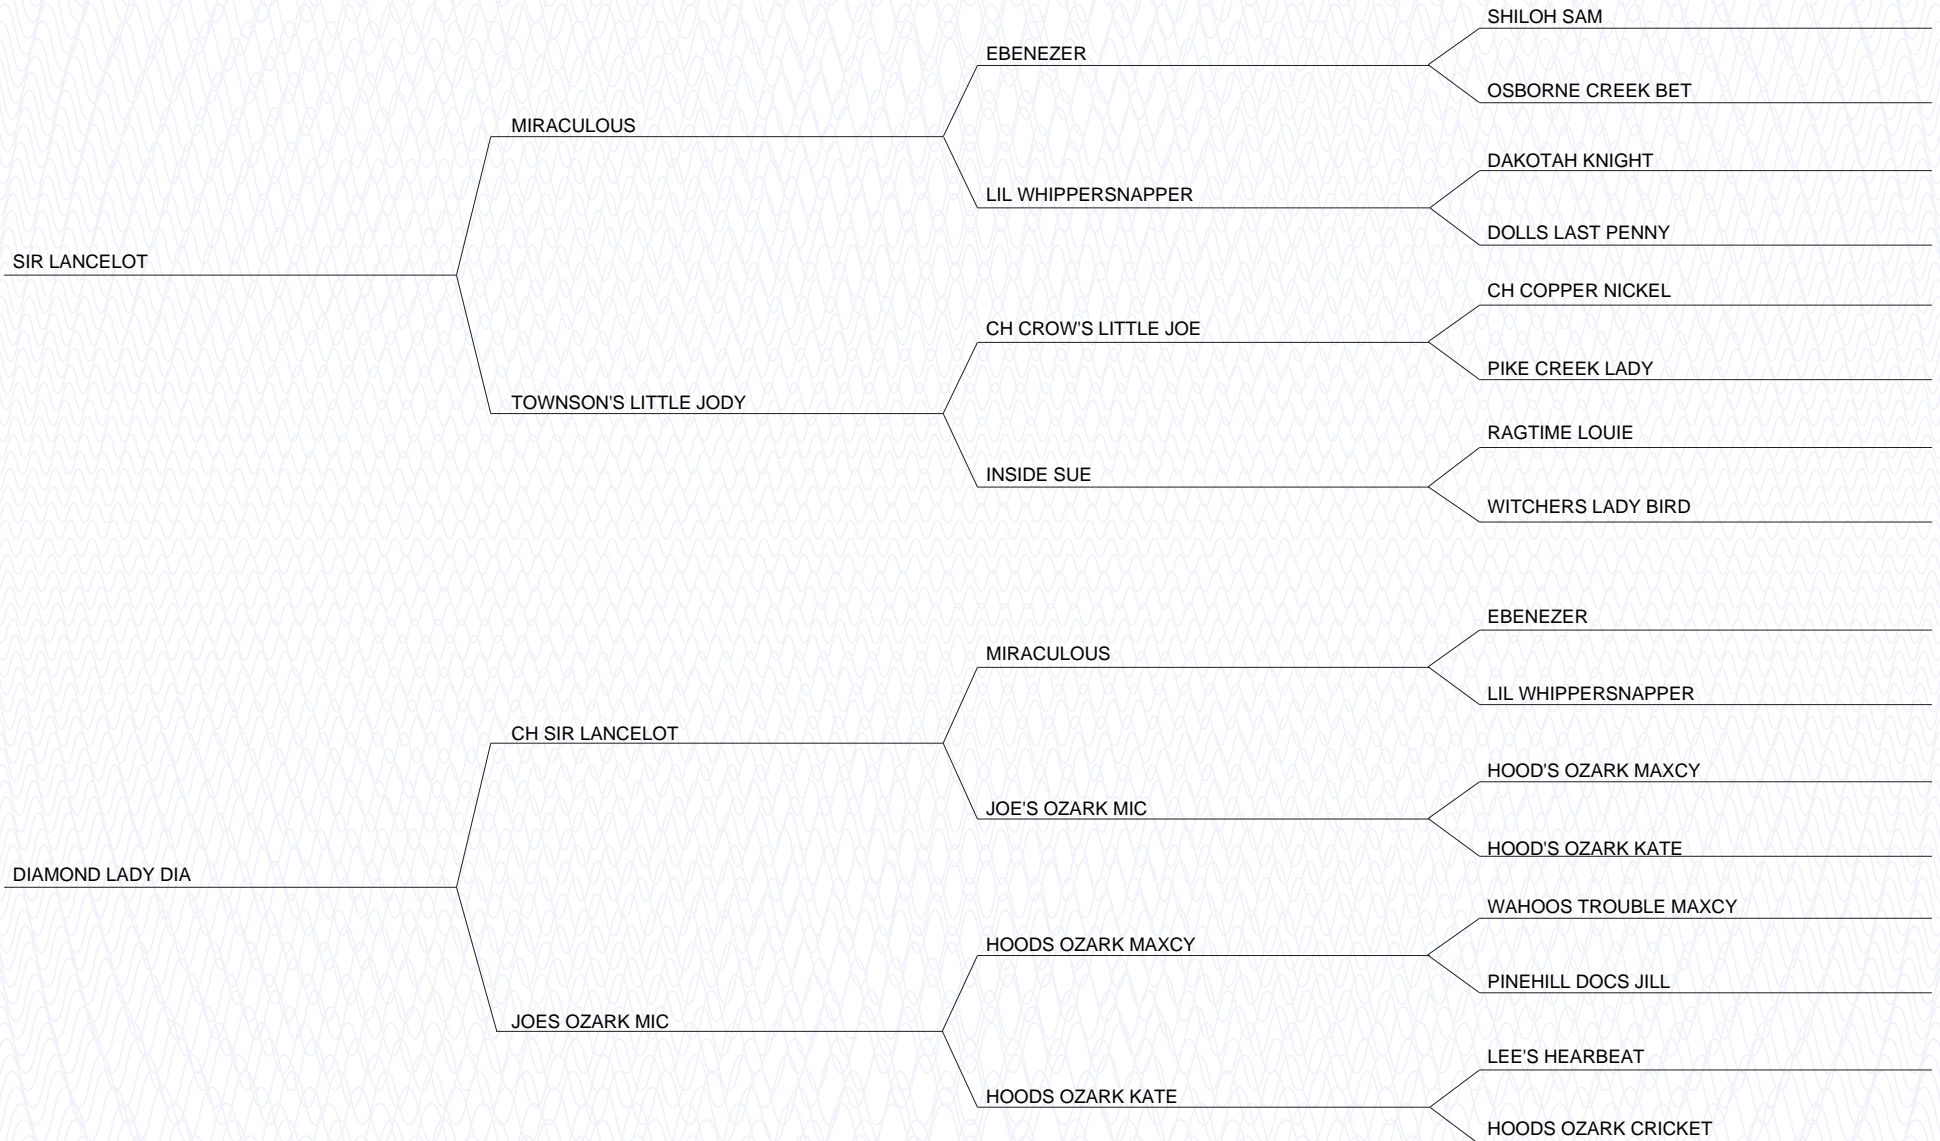 SHILOH SAM
EBENEZER
OSBORNE CREEK BET
MIRACULOUS
DAKOTAH KNIGHT
LIL WHIPPERSNAPPER
DOLLS LAST PENNY
SIR LANCELOT
CH COPPER NICKEL
CH CROW'S LITTLE JOE
PIKE CREEK LADY
TOWNSON'S LITTLE JODY
RAGTIME LOUIE
INSIDE SUE
WITCHERS LADY BIRD
EBENEZER
MIRACULOUS
LIL WHIPPERSNAPPER
CH SIR LANCELOT
HOOD'S OZARK MAXCY
JOE'S OZARK MIC
HOOD'S OZARK KATE
DIAMOND LADY DIA
WAHOOS TROUBLE MAXCY
HOODS OZARK MAXCY
PINEHILL DOCS JILL
JOES OZARK MIC
LEE'S HEARBEAT
HOODS OZARK KATE
HOODS OZARK CRICKET